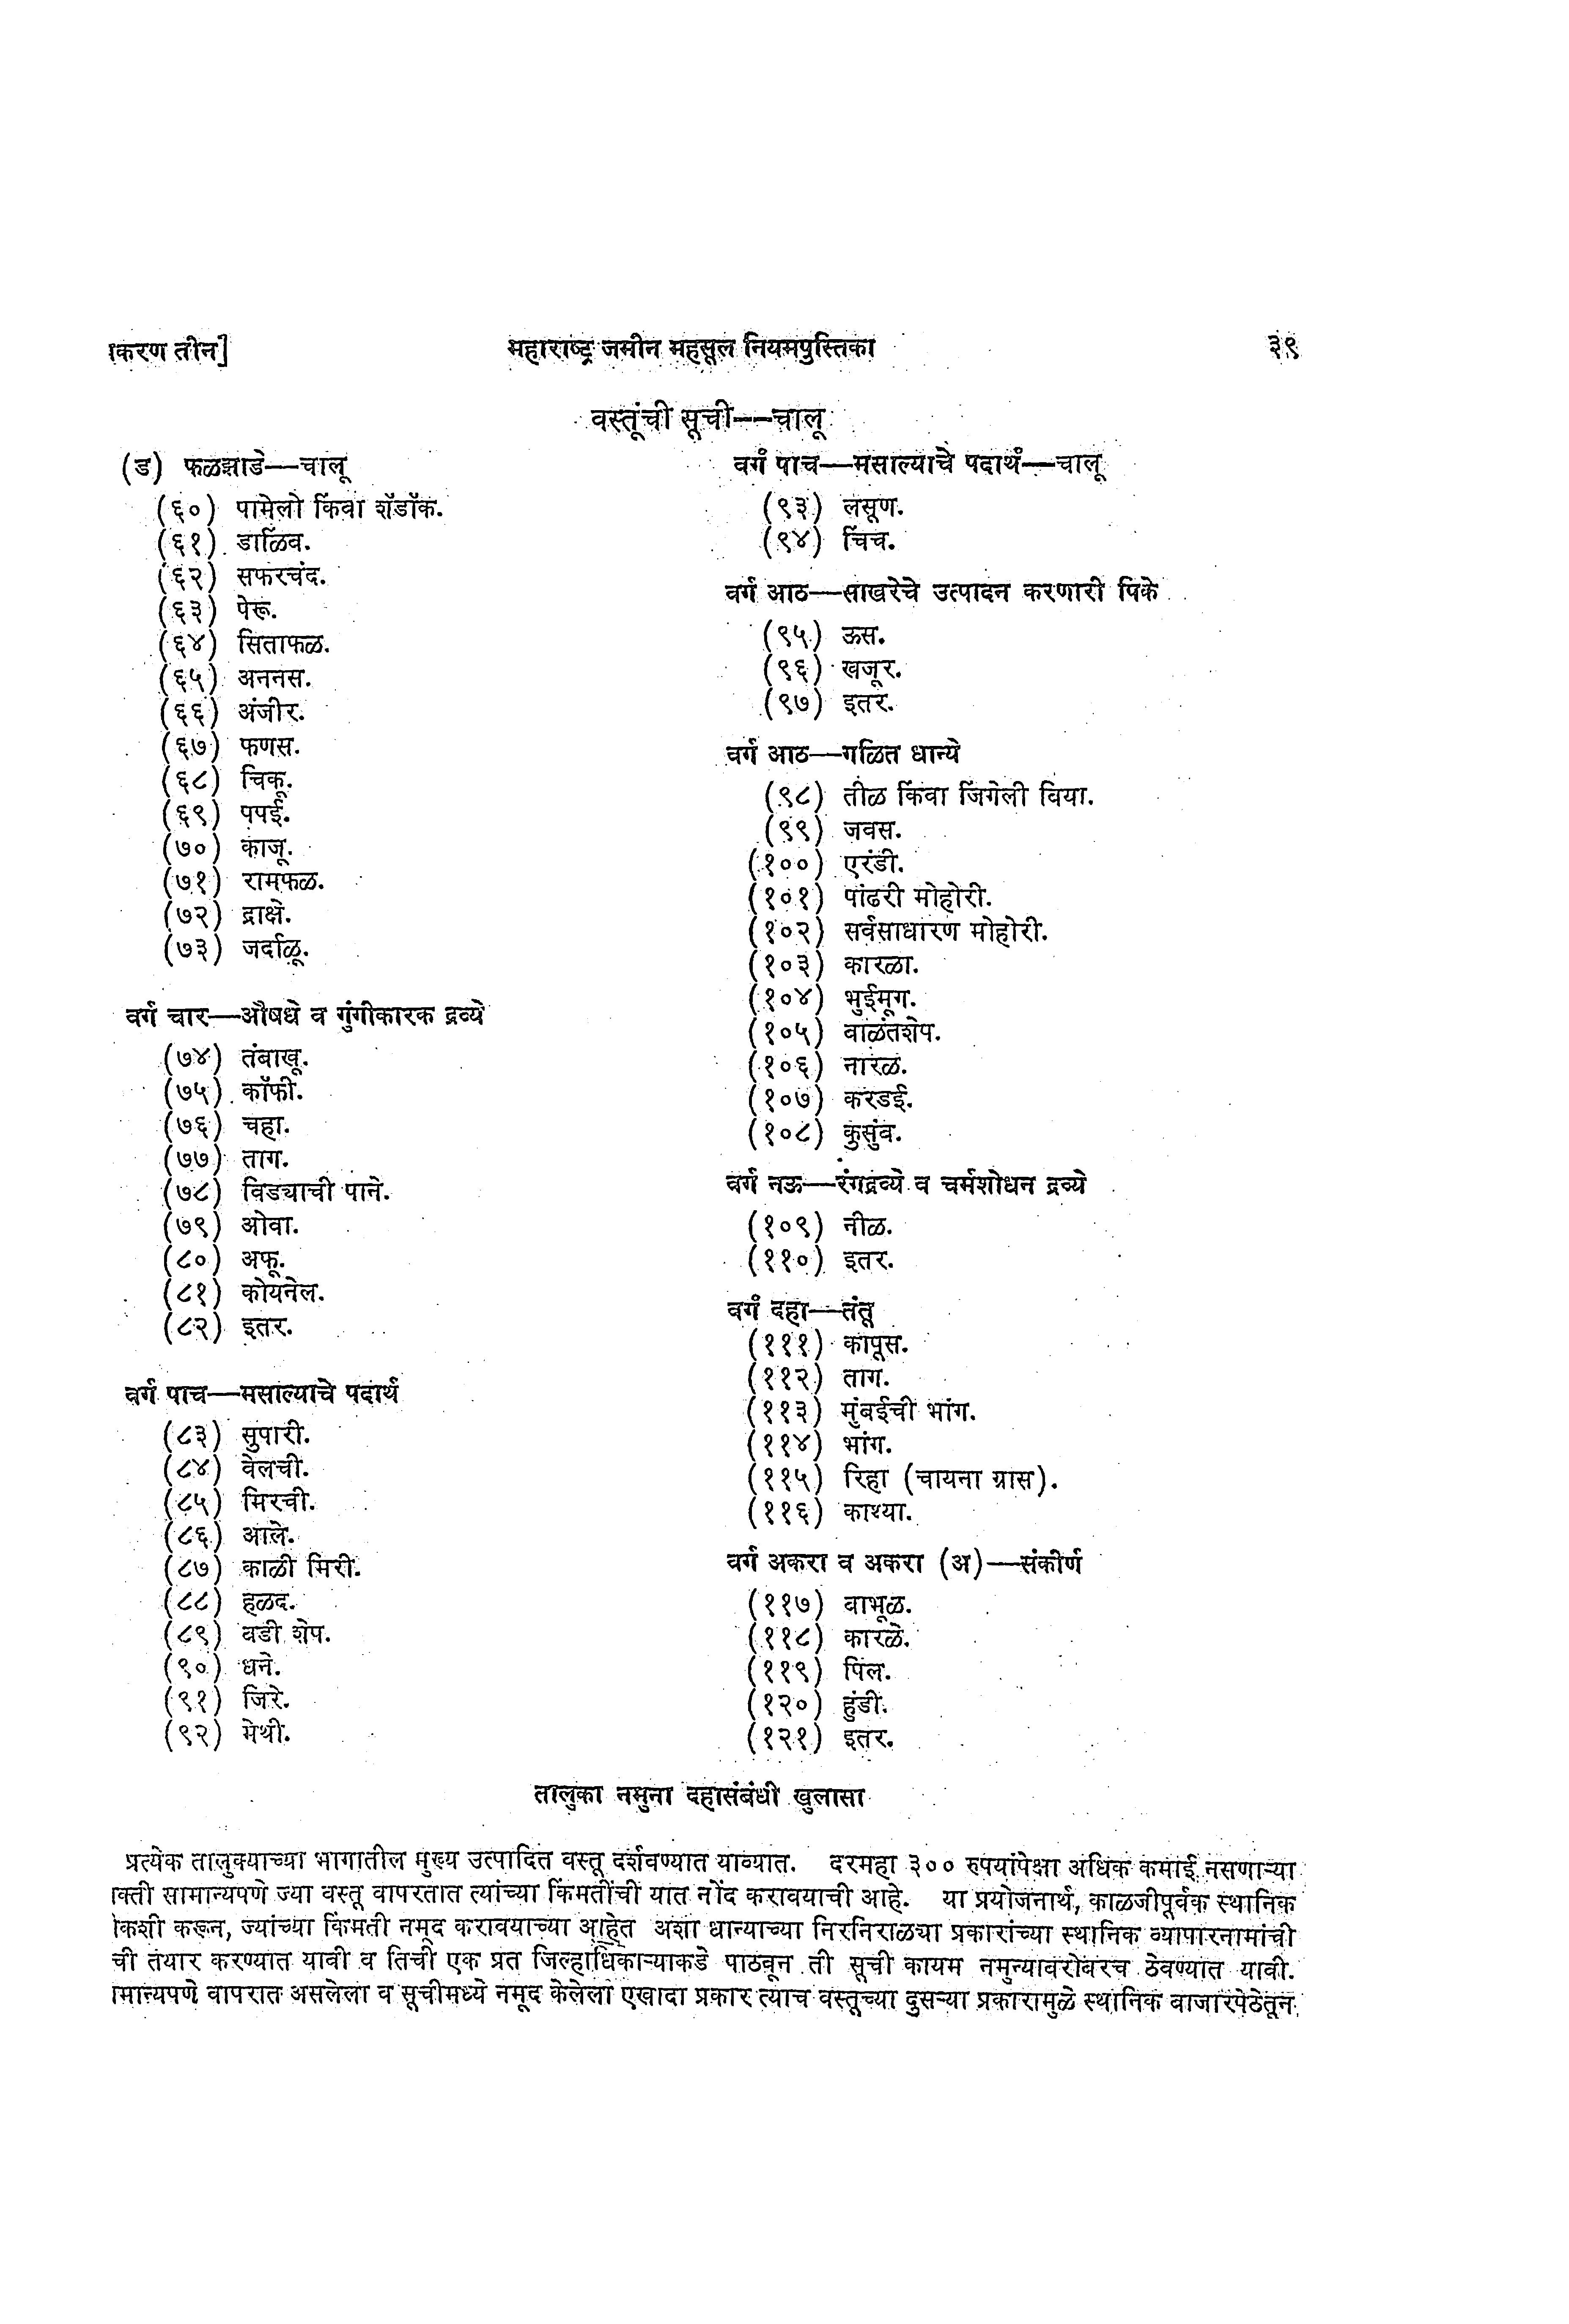 करण तीन]
महाराष्ट्र जमीन महसूल नियमपुस्तिका
३९
वस्तूंची सूची——चालू
(ड) फळझाडे—चालू
(६०) पामेलो किंवा शॅडॉक.
(६१) डाळिंब.
(६२) सफरचंद.
(६३) पेरू.
(६४) सिताफळ.
(६५) अननस.
(६६) अंजीर.
(६७) फणस.
(६८) चिकू.
(६९) पपई.
(७०) काजू.
(७१) रामफळ.
(७२) द्राक्षे.
(७३) जर्दाळू.
वर्ग चार—औषधे व गुंगीकारक द्रव्ये
(७४) तंबाखू.
(७५) कॉफी.
(७६) चहा.
(७७) ताग.
(७८) विड्याची पाने.
(७९) ओवा.
(८०) अफू.
(८१) कोयनेल.
(८२) इतर.
वर्ग पाच—मसाल्याचे पदार्थ
(८३) सुपारी.
(८४) वेलची.
(८५) मिरची.
(८६) आले.
(८७) काळी मिरी.
(८८) हळद.
(८९) बडी शेप.
(९०) धने.
(९१) जिरे.
(९२) मेथी.
वर्ग पाच—मसाल्याचे पदार्थ—चालू
(९३) लसूण.
(९४) चिंच.
वर्ग आठ—साखरेचे उत्पादन करणारी पिके
(९५) ऊस.
(९६) खजूर.
(९७) इतर.
वर्ग आठ—गळित धान्ये
(९८) तीळ किंवा जिंगेली बिया.
(९९) जवस.
(१००) एरंडी.
(१०१) पांढरी मोहोरी.
(१०२) सर्वसाधारण मोहोरी.
(१०३) कारळा.
(१०४) भुईमूग.
(१०५) बाळंतशेप.
(१०६) नारळ.
(१०७) करडई.
(१०८) कुसुंब.
वर्ग नऊ—रंगद्रव्ये व चर्मशोधन द्रव्ये
(१०९) नीळ.
(११०) इतर.
वर्ग दहा—तंतू
(१११) कापूस.
(११२) ताग.
(११३) मुंबईची भांग.
(११४) भांग.
(११५) रिहा (चायना ग्रास).
(११६) काथ्या.
वर्ग अकरा व अकरा (अ)—संकीर्ण
(११७) बाभूळ.
(११८) कारळे.
(११९) पिल.
(१२०) हुंडी.
(१२१) इतर.
तालुका नमुना दहासंबंधी खुलासा
प्रत्येक तालुक्याच्या भागातील मुख्य उत्पादित वस्तू दर्शवण्यात याव्यात. दरमहा ३०० रुपयांपेक्षा अधिक कमाई नसणाऱ्या
क्ती सामान्यपणे ज्या वस्तू वापरतात त्यांच्या किंमतींची यात नोंद करावयाची आहे. या प्रयोजनार्थ, काळजीपूर्वक स्थानिक
कशी करून, ज्यांच्या किंमती नमूद करावयाच्या आहेत अशा धान्याच्या निरनिराळ्या प्रकारांच्या स्थानिक व्यापारनामांची
ची तयार करण्यात यावी व तिची एक प्रत जिल्हाधिकाऱ्याकडे पाठवून ती सूची कायम नमुन्याबरोबरच ठेवण्यात यावी.
मान्यपणे वापरात असलेला व सूचीमध्ये नमूद केलेला एखादा प्रकार त्याच वस्तूच्या दुसऱ्या प्रकारामुळे स्थानिक बाजारपेठेतून